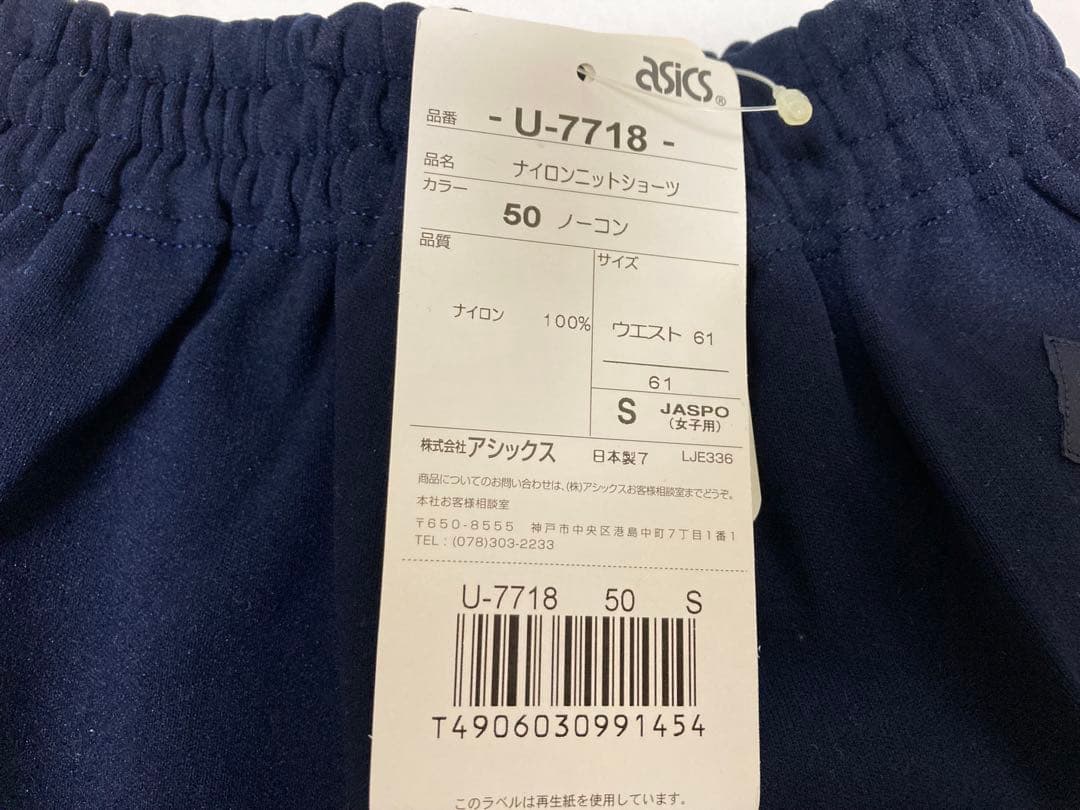 asics®
品番 - U-7718 -
品名 ナイロンニットショーツ
カラー 50 ノーコン
品質
サイズ
ナイロン 100%
ウエスト 61
61
S JASPO
(女子用)
株式会社アシックス 日本製7 LJE336
商品についてのお問い合わせは、(株)アシックスお客様相談室までどうぞ。
本社お客様相談室
〒650-8555 神戸市中央区港島中町7丁目1番1
TEL:(078)303-2233
U-7718 50 S
T4906030991454
このラベルは再生紙を使用しています。